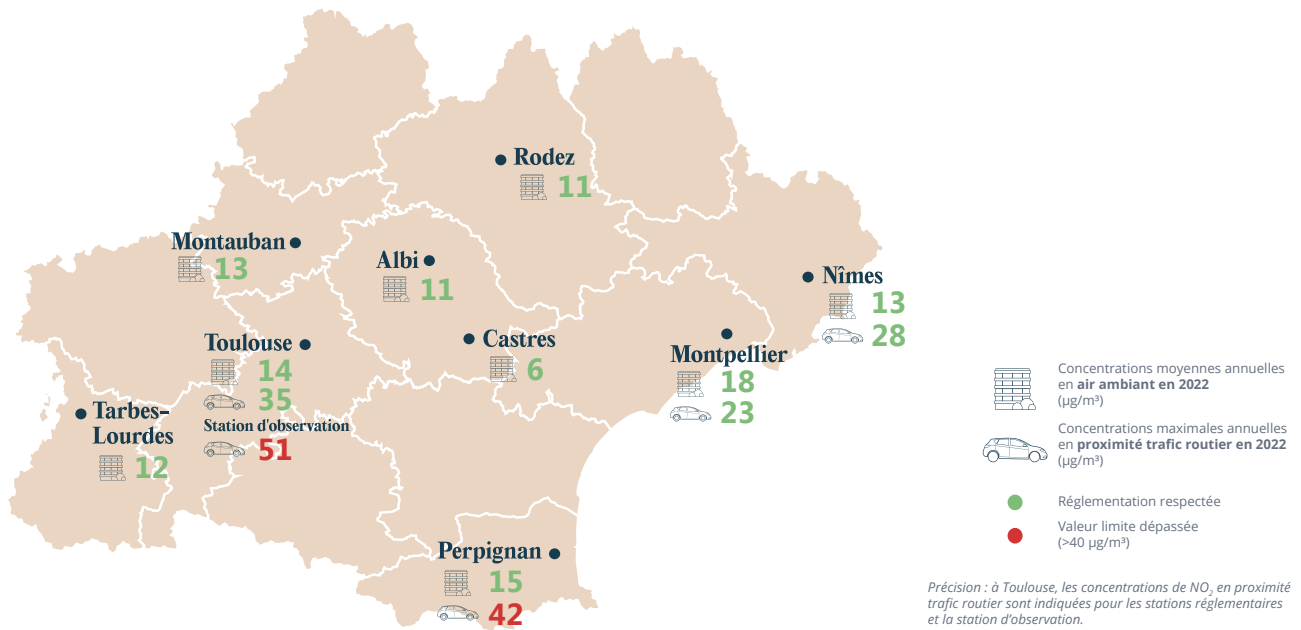 Rodez
11
Montauban
13
Albi
11
Nîmes
13
28
Toulouse
14
35
Station d'observation
51
Castres
6
Montpellier
18
23
Tarbes-
Lourdes
12
Perpignan
15
42
Concentrations moyennes annuelles
en air ambiant en 2022
(µg/m³)
Concentrations maximales annuelles
en proximité trafic routier en 2022
(µg/m³)
Réglementation respectée
Valeur limite dépassée
(>40 µg/m³)
Précision : à Toulouse, les concentrations de NO₂ en proximité
trafic routier sont indiquées pour les stations réglementaires
et la station d'observation.